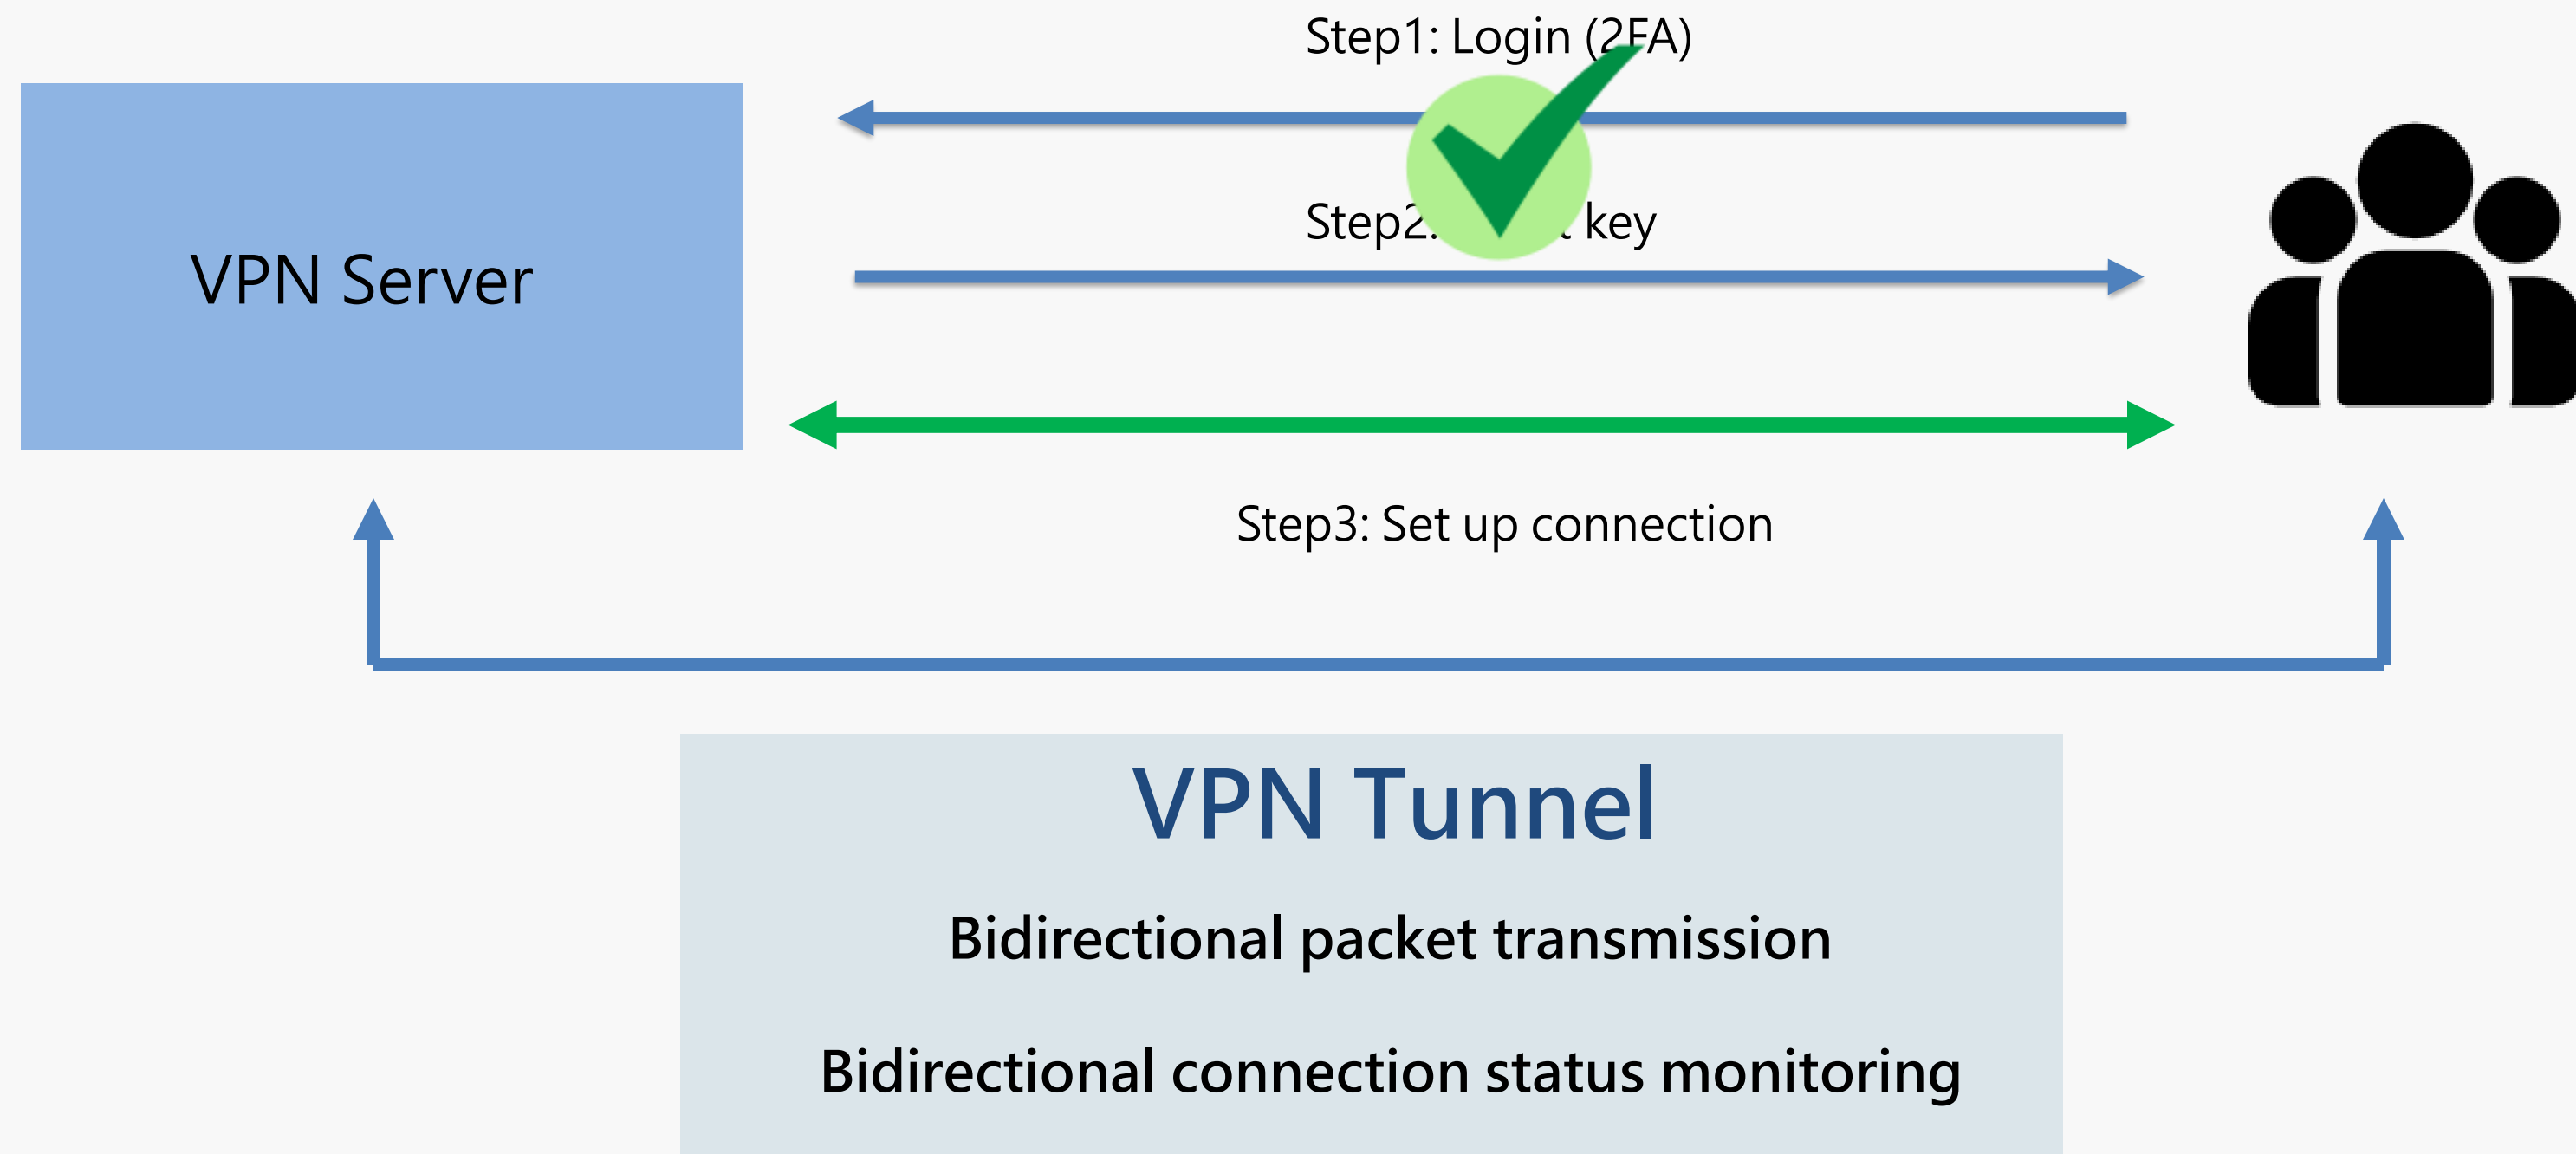 Step1: Login (2FA)
VPN Server
Step2: key
Step3: Set up connection
VPN Tunnel
Bidirectional packet transmission
Bidirectional connection status monitoring